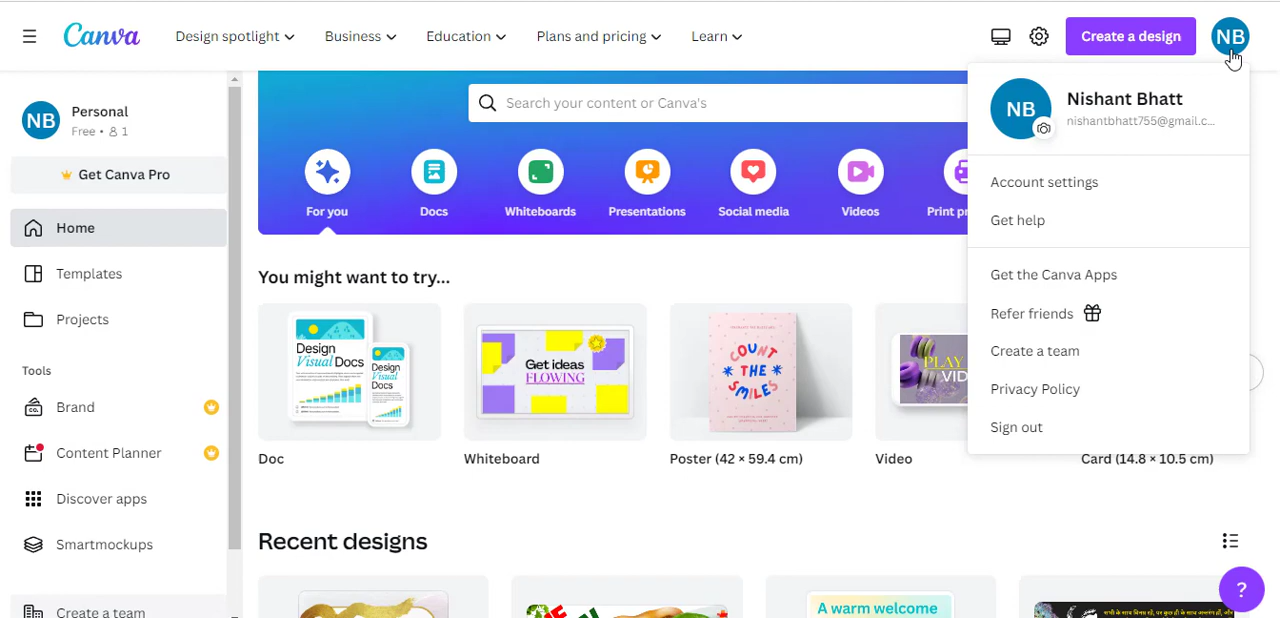 Canva
Design spotlight
Business
Education
Plans and pricing
Learn
Create a design
NB
NB
Personal
Free • 1
Get Canva Pro
Home
Templates
Projects
Tools
Brand
Content Planner
Discover apps
Smartmockups
Create a team
Search your content or Canva's
For you
Docs
Whiteboards
Presentations
Social media
Videos
Print pr
You might want to try...
Design
Visual Docs
Design
Visual
Docs
Doc
Get ideas
FLOWING
Whiteboard
COUNT
THE
SMILES
Poster (42 × 59.4 cm)
PLAY
VID
Video
Card (14.8 × 10.5 cm)
Recent designs
A warm welcome
NB
Nishant Bhatt
nishantbhatt755@gmail.c...
Account settings
Get help
Get the Canva Apps
Refer friends
Create a team
Privacy Policy
Sign out
?